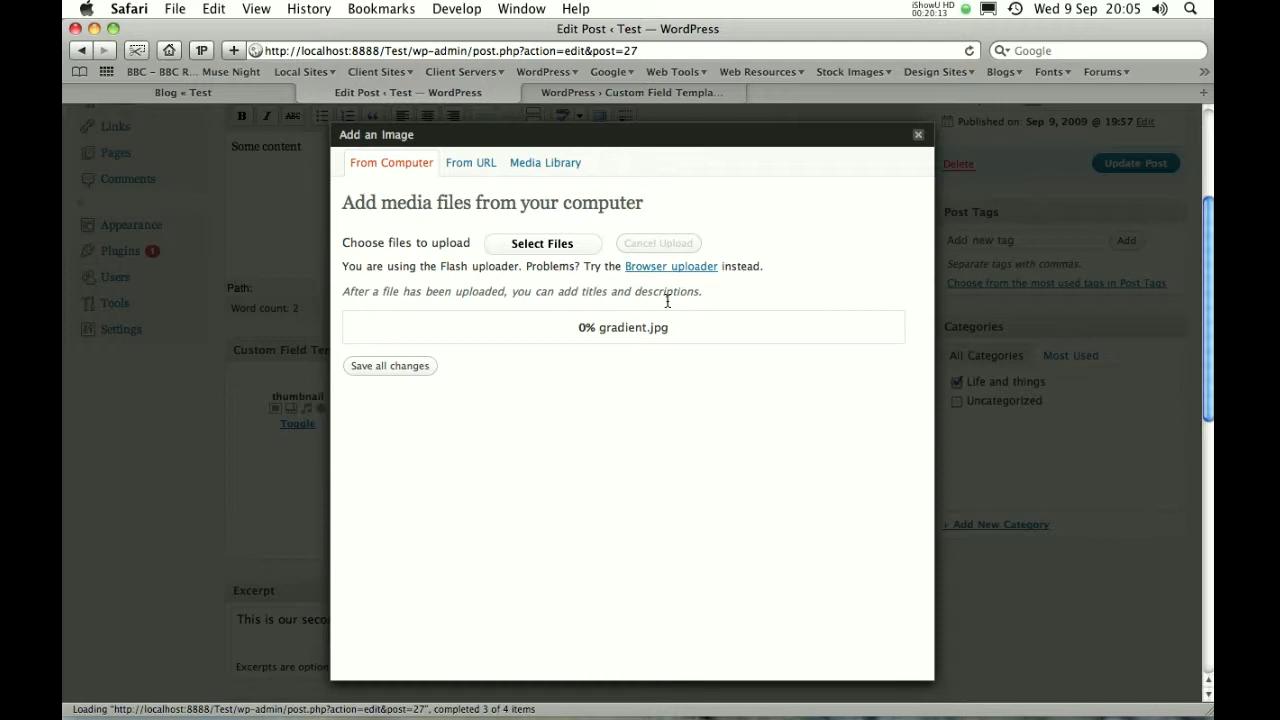 Safari File Edit View History Bookmarks Develop Window Help iShowU HD 00:20:13 Wed 9 Sep 20:05
Edit Post ‹ Test — WordPress
1P + http://localhost:8888/Test/wp-admin/post.php?action=edit&post=27 Google
BBC – BBC R... Muse Night Local Sites▾ Client Sites▾ Client Servers▾ WordPress▾ Google▾ Web Tools▾ Web Resources▾ Stock Images▾ Design Sites▾ Blogs▾ Fonts▾ Forums▾ »
Blog « Test Edit Post ‹ Test — WordPress WordPress › Custom Field Templa... +
Links
Pages
Comments
Appearance
Plugins 1
Users
Tools
Settings
B I ABC
Some content
Path:
Word count: 2
Custom Field Tem
thumbnail
Toggle
Excerpt
This is our seco
Excerpts are option
Add an Image
From Computer From URL Media Library
Add media files from your computer
Choose files to upload Select Files Cancel Upload
You are using the Flash uploader. Problems? Try the Browser uploader instead.
After a file has been uploaded, you can add titles and descriptions.
0% gradient.jpg
Save all changes
Published on: Sep 9, 2009 @ 19:57 Edit
Delete Update Post
Post Tags
Add new tag Add
Separate tags with commas.
Choose from the most used tags in Post Tags
Categories
All Categories Most Used
Life and things
Uncategorized
+ Add New Category
Loading "http://localhost:8888/Test/wp-admin/post.php?action=edit&post=27", completed 3 of 4 items